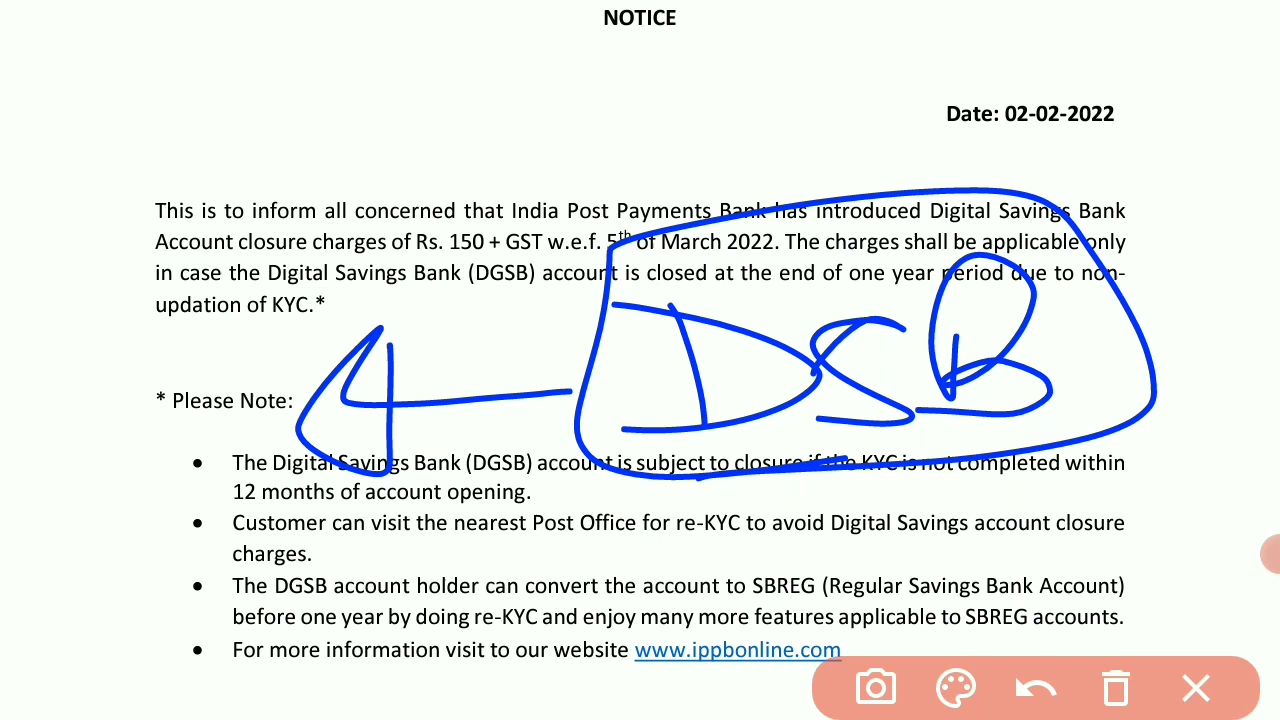 NOTICE
Date: 02-02-2022
This is to inform all concerned that India Post Payments Bank has introduced Digital Savings Bank
Account closure charges of Rs. 150 + GST w.e.f. 5th of March 2022. The charges shall be applicable only
in case the Digital Savings Bank (DGSB) account is closed at the end of one year period due to non-
updation of KYC.*
DSB
* Please Note:
• The Digital Savings Bank (DGSB) account is subject to closure if the KYC is not completed within
12 months of account opening.
• Customer can visit the nearest Post Office for re-KYC to avoid Digital Savings account closure
charges.
• The DGSB account holder can convert the account to SBREG (Regular Savings Bank Account)
before one year by doing re-KYC and enjoy many more features applicable to SBREG accounts.
• For more information visit to our website www.ippbonline.com